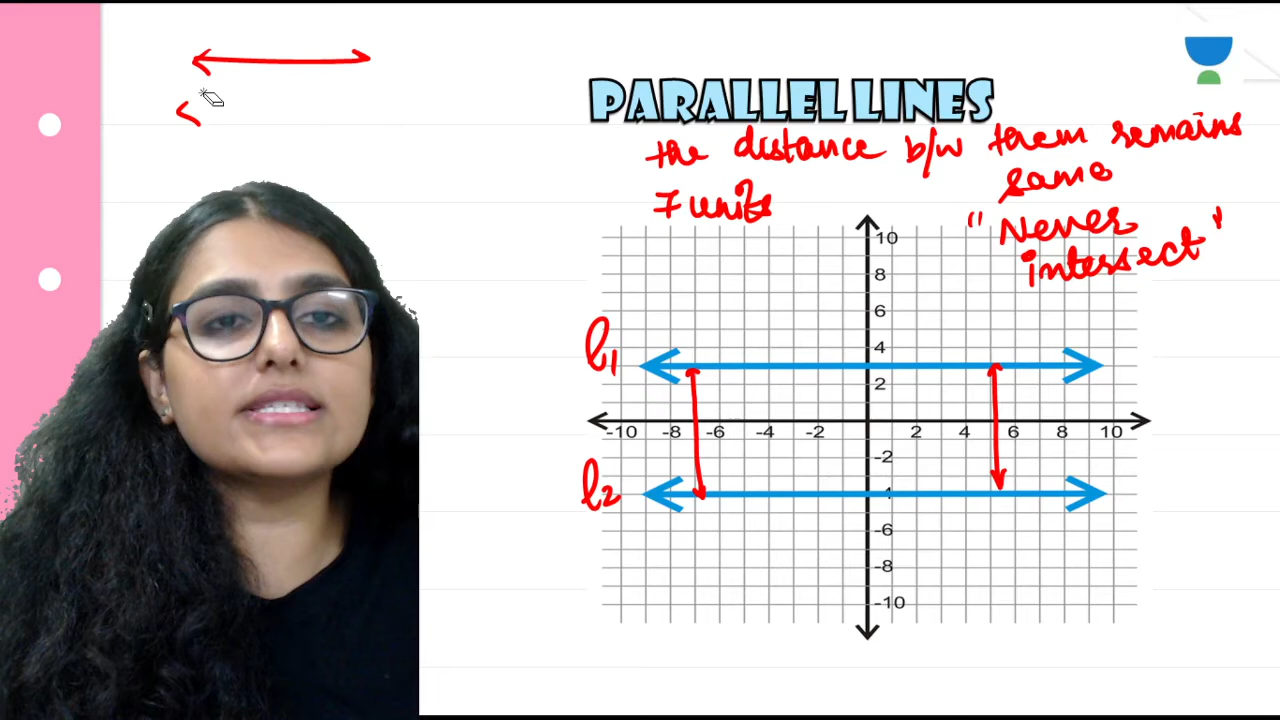 PARALLEL LINES
the distance b/w them remains
same
7 units
"Never
intersect"
10
8
6
4
2
-10 -8 -6 -4 -2 2 4 6 8 10
-2
-4
-6
-8
-10
l1
l2